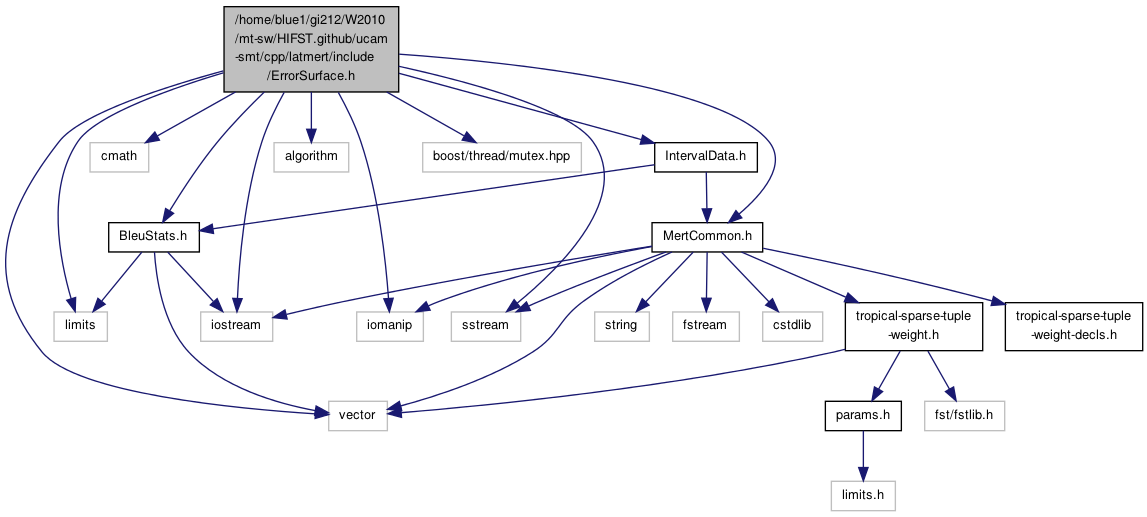 /home/blue1/gi212/W2010
/mt-sw/HIFST.github/ucam
-smt/cpp/latmert/include
/ErrorSurface.h
cmath
algorithm
boost/thread/mutex.hpp
IntervalData.h
BleuStats.h
MertCommon.h
limits
iostream
iomanip
sstream
string
fstream
cstdlib
tropical-sparse-tuple
-weight.h
tropical-sparse-tuple
-weight-decls.h
vector
params.h
fst/fstlib.h
limits.h